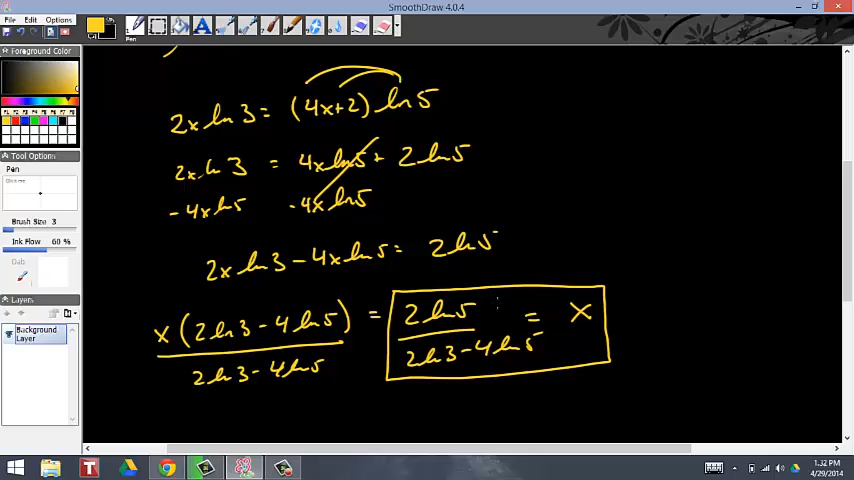 SmoothDraw 4.0.4
File Edit Options
Pen
Foreground Color
Tool Options
Pen
Brush Size 3
Ink Flow 60 %
Dab
Layers
Background Layer
2x ln 3 = (4x+2) ln 5
2x ln 3 = 4x ln 5 + 2 ln 5
- 4x ln 5 - 4x ln 5
2x ln 3 - 4x ln 5 = 2 ln 5
x (2 ln 3 - 4 ln 5) = 2 ln 5 = x
2 ln 3 - 4 ln 5 2 ln 3 - 4 ln 5
1:32 PM
4/29/2014